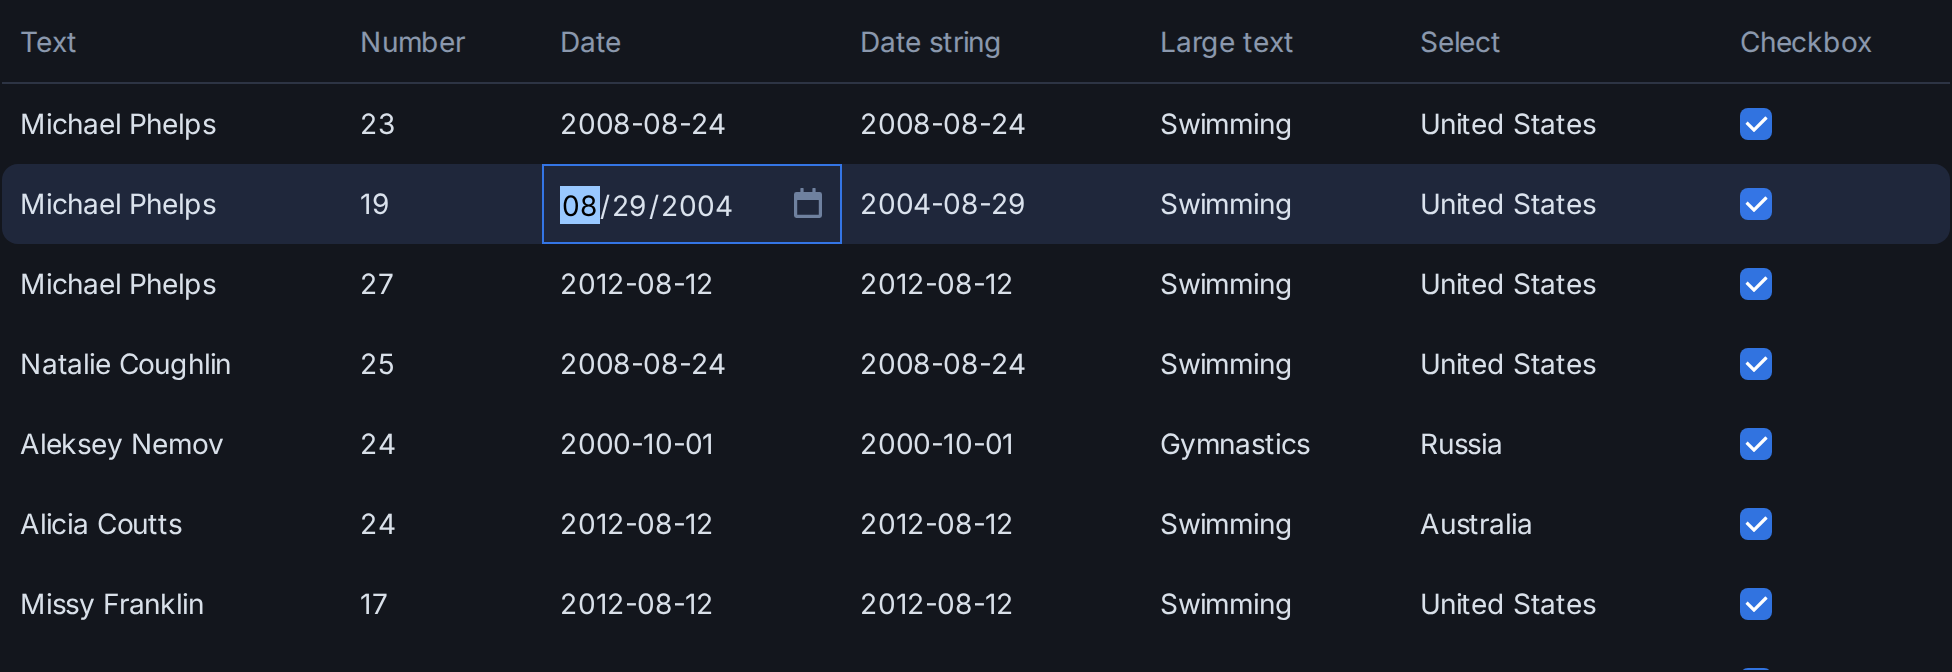 Text Number Date Date string Large text Select Checkbox
Michael Phelps 23 2008-08-24 2008-08-24 Swimming United States
Michael Phelps 19 08/29/2004 2004-08-29 Swimming United States
Michael Phelps 27 2012-08-12 2012-08-12 Swimming United States
Natalie Coughlin 25 2008-08-24 2008-08-24 Swimming United States
Aleksey Nemov 24 2000-10-01 2000-10-01 Gymnastics Russia
Alicia Coutts 24 2012-08-12 2012-08-12 Swimming Australia
Missy Franklin 17 2012-08-12 2012-08-12 Swimming United States